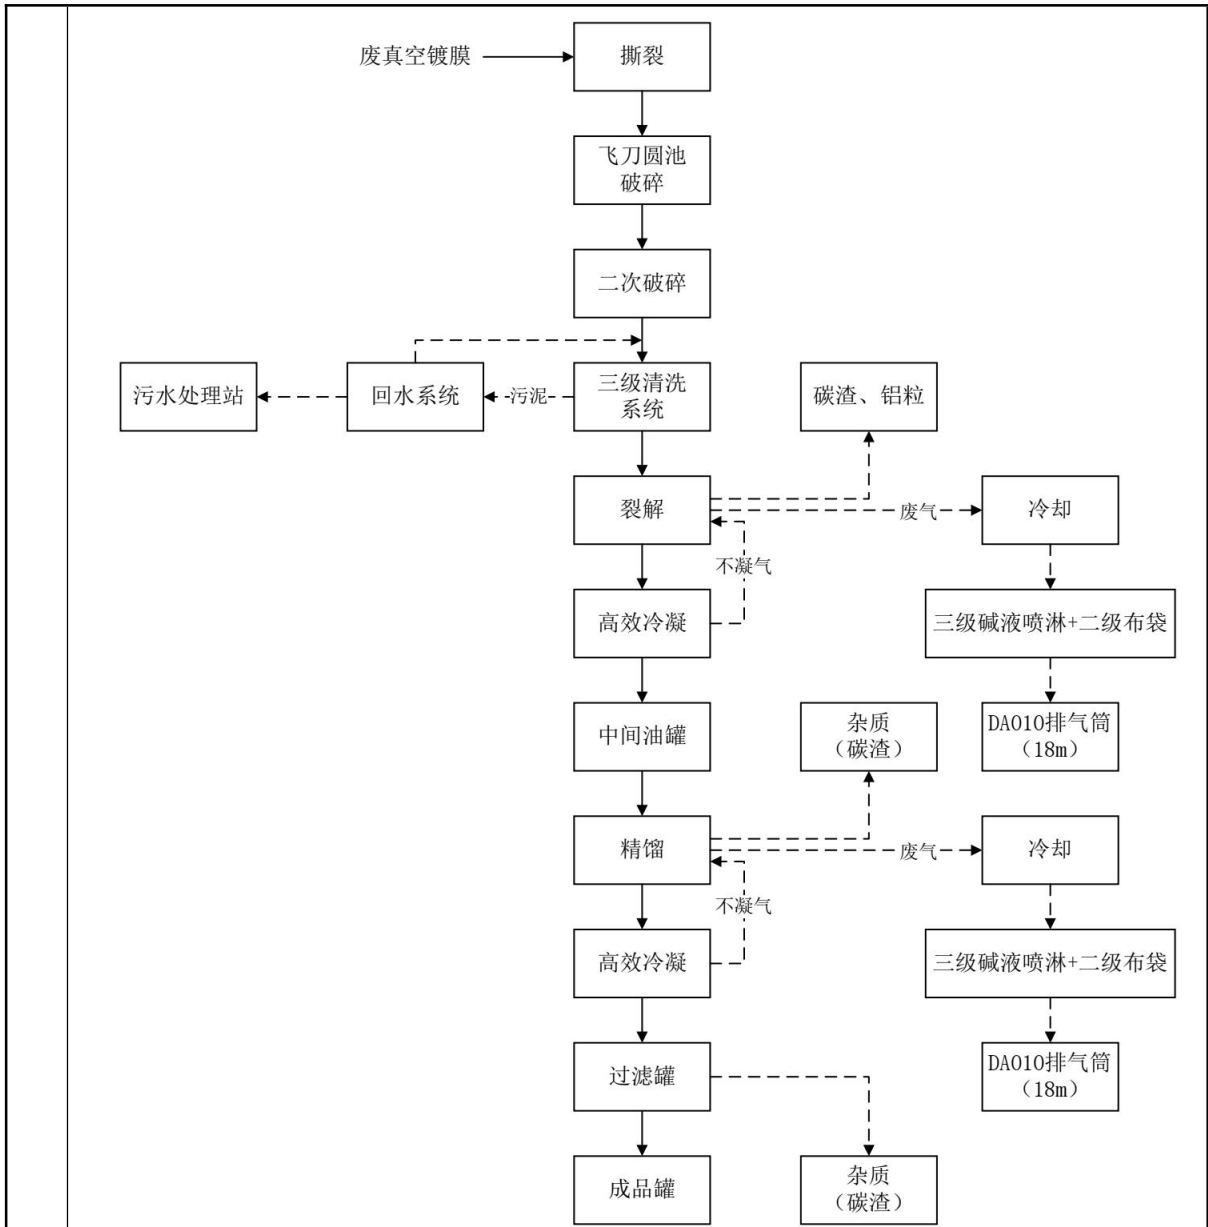 废真空镀膜
撕裂
飞刀圆池
破碎
二次破碎
污水处理站
回水系统
污泥
三级清洗
系统
碳渣、铝粒
裂解
废气
冷却
不凝气
高效冷凝
三级碱液喷淋+二级布袋
中间油罐
杂质
（碳渣）
DA010排气筒
（18m）
精馏
废气
冷却
不凝气
高效冷凝
三级碱液喷淋+二级布袋
过滤罐
DA010排气筒
（18m）
成品罐
杂质
（碳渣）